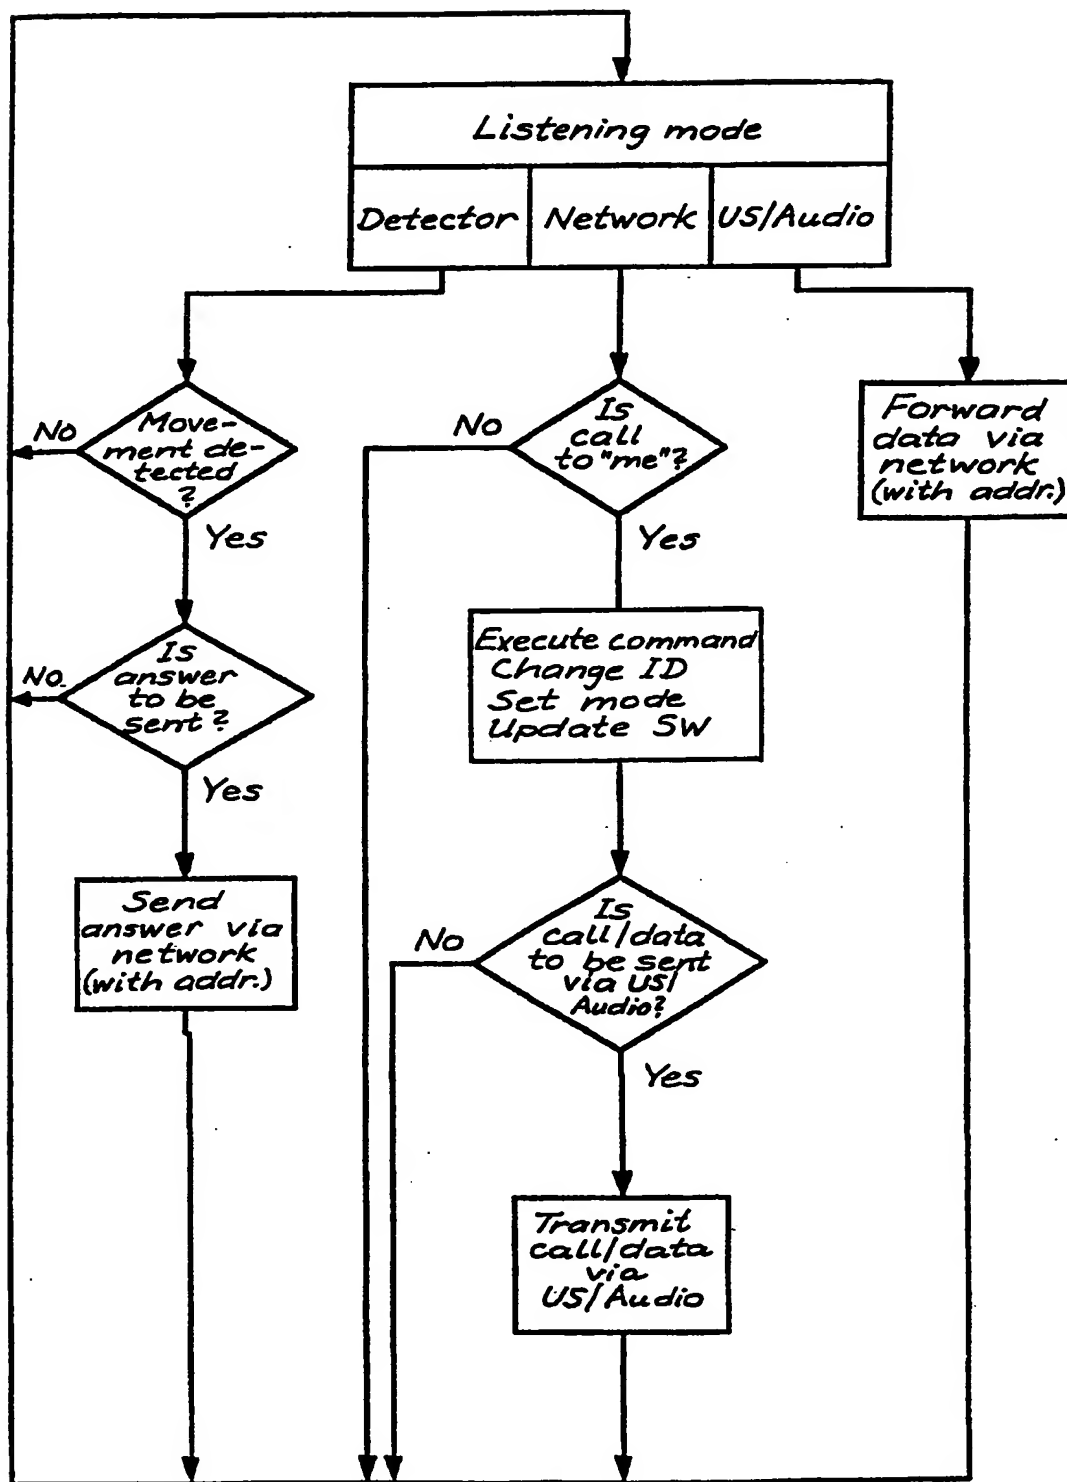 Listening mode
Detector
Network
US/Audio
No
Move-
ment de-
tected
?
Yes
No.
Is
answer
to be
sent?
Yes
Send
answer via
network
(with addr.)
No
Is
call
to "me"?
Yes
Execute command
Change ID
Set mode
Update SW
No
Is
call/data
to be sent
via US/
Audio?
Yes
Transmit
call/data
via
US/Audio
Forward
data via
network
(with addr.)